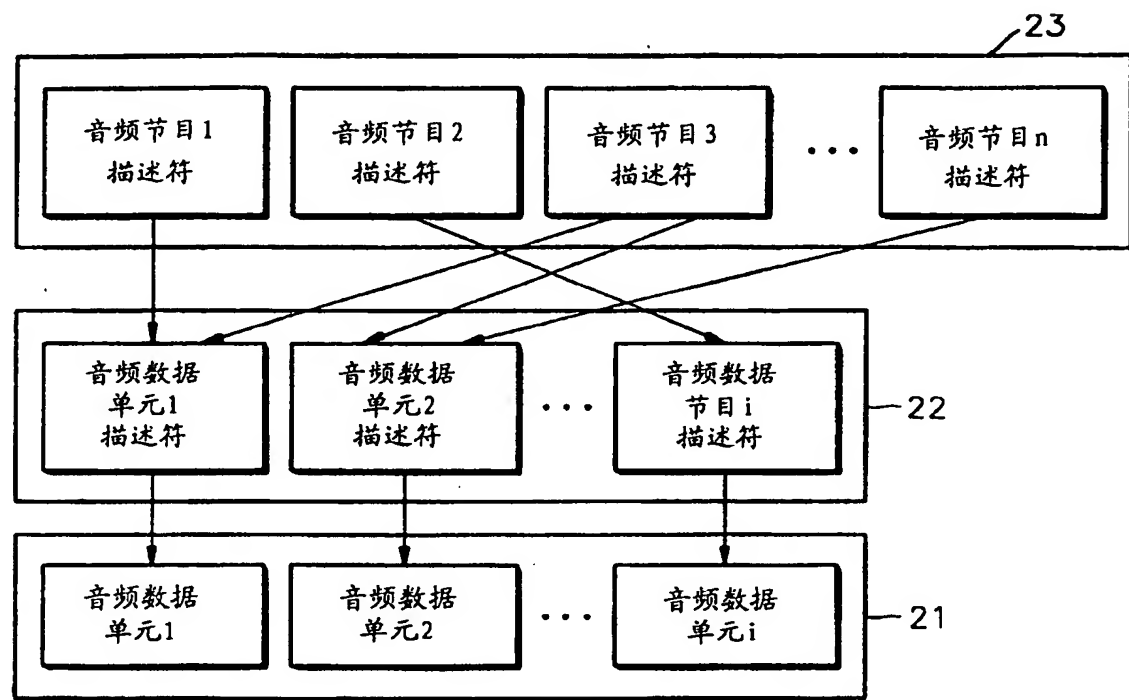 23
音频节目1
描述符
音频节目2
描述符
音频节目3
描述符
...
音频节目n
描述符
音频数据
单元1
描述符
音频数据
单元2
描述符
...
音频数据
节目i
描述符
22
音频数据
单元1
音频数据
单元2
...
音频数据
单元i
21